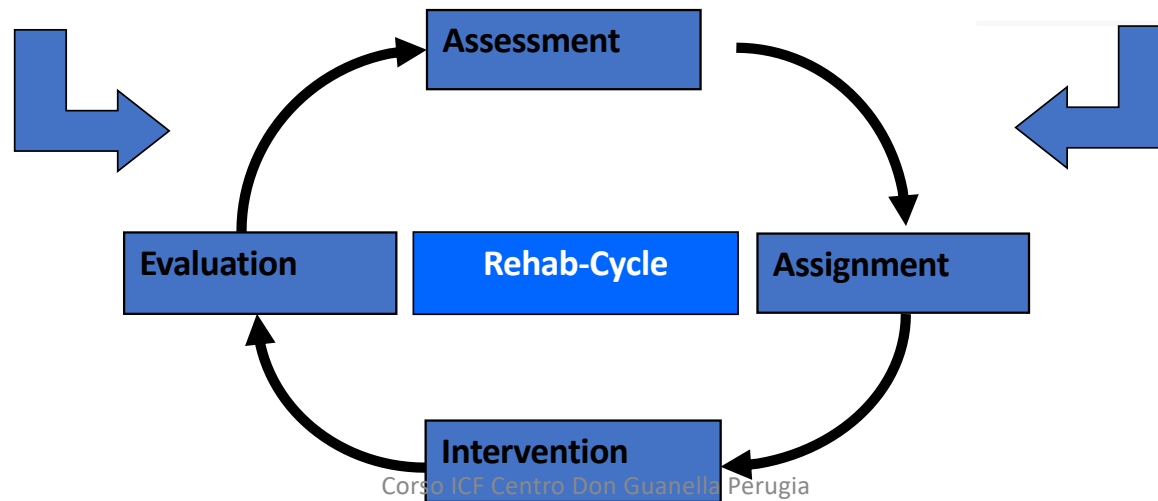 Assessment
Evaluation
Rehab-Cycle
Assignment
Intervention
Corso ICF Centro Don Guanella Perugia